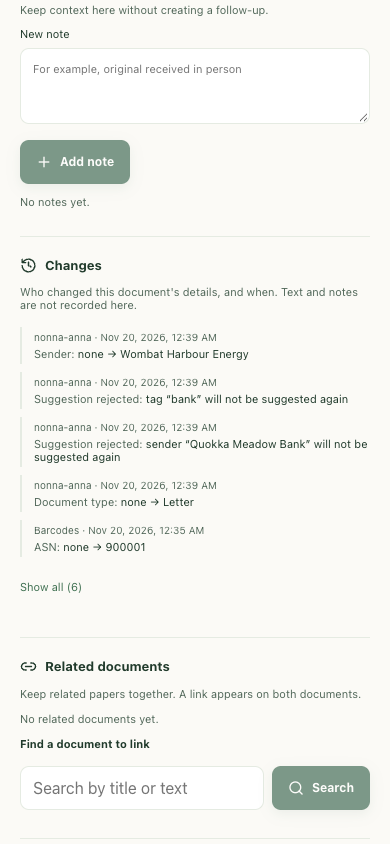 Keep context here without creating a follow-up.
New note
For example, original received in person
Add note
No notes yet.
Changes
Who changed this document's details, and when. Text and notes
are not recorded here.
nonna-anna · Nov 20, 2026, 12:39 AM
Sender: none → Wombat Harbour Energy
nonna-anna · Nov 20, 2026, 12:39 AM
Suggestion rejected: tag “bank” will not be suggested again
nonna-anna · Nov 20, 2026, 12:39 AM
Suggestion rejected: sender “Quokka Meadow Bank” will not be
suggested again
nonna-anna · Nov 20, 2026, 12:39 AM
Document type: none → Letter
Barcodes · Nov 20, 2026, 12:35 AM
ASN: none → 900001
Show all (6)
Related documents
Keep related papers together. A link appears on both documents.
No related documents yet.
Find a document to link
Search by title or text
Search